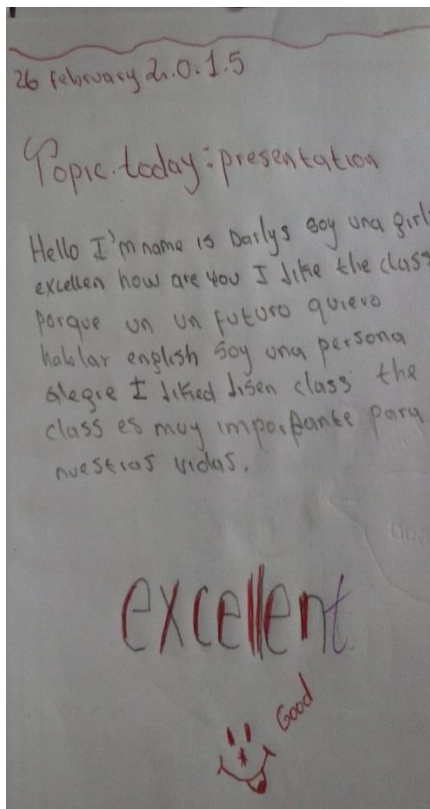 26 february 2.0.1.5
Topic.today: presentation
Hello I'm name is Darlys soy una girl
excellen how are you I like the class
porque un un futuro quiero
hablar english soy una persona
alegre I liked lisen class the
class es muy importante para
nuestras vidas.
excellent
Good